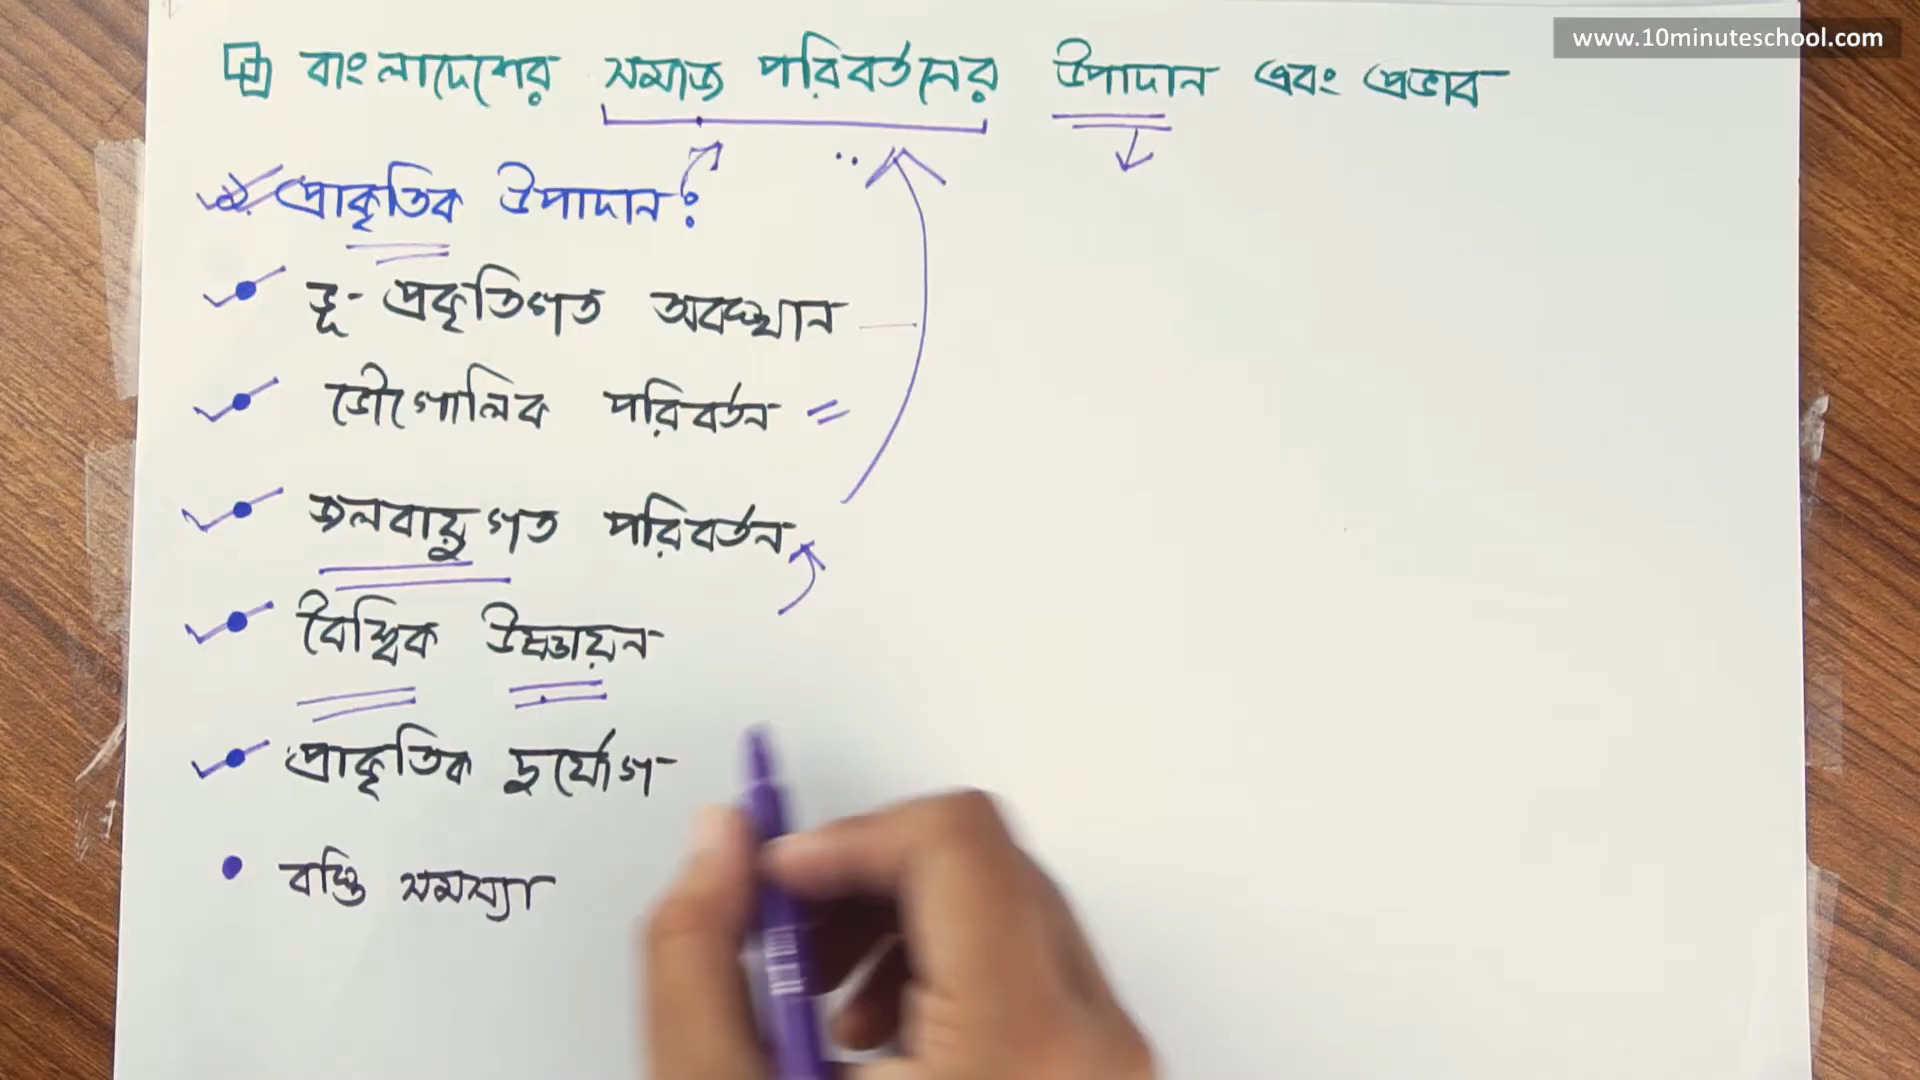 www.10minuteschool.com
বাংলাদেশের সমাজ পরিবর্তনের উপাদান এবং প্রভাব
১. প্রাকৃতিক উপাদান:
ভূ-প্রকৃতিগত অবস্থান
ভৌগোলিক পরিবর্তন
জলবায়ুগত পরিবর্তন
বৈশ্বিক উষ্ণায়ন
প্রাকৃতিক দুর্যোগ
বস্তি সমস্যা